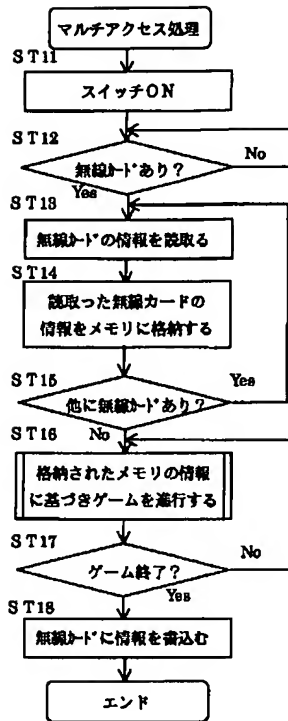 マルチアクセス処理
ST11
スイッチON
ST12
無線カードあり?
No
Yes
ST13
無線カードの情報を読取る
ST14
読取った無線カードの
情報をメモリに格納する
ST15
Yes
他に無線カードあり?
No
ST16
格納されたメモリの情報
に基づきゲームを進行する
ST17
No
ゲーム終了?
Yes
ST18
無線カードに情報を書込む
エンド